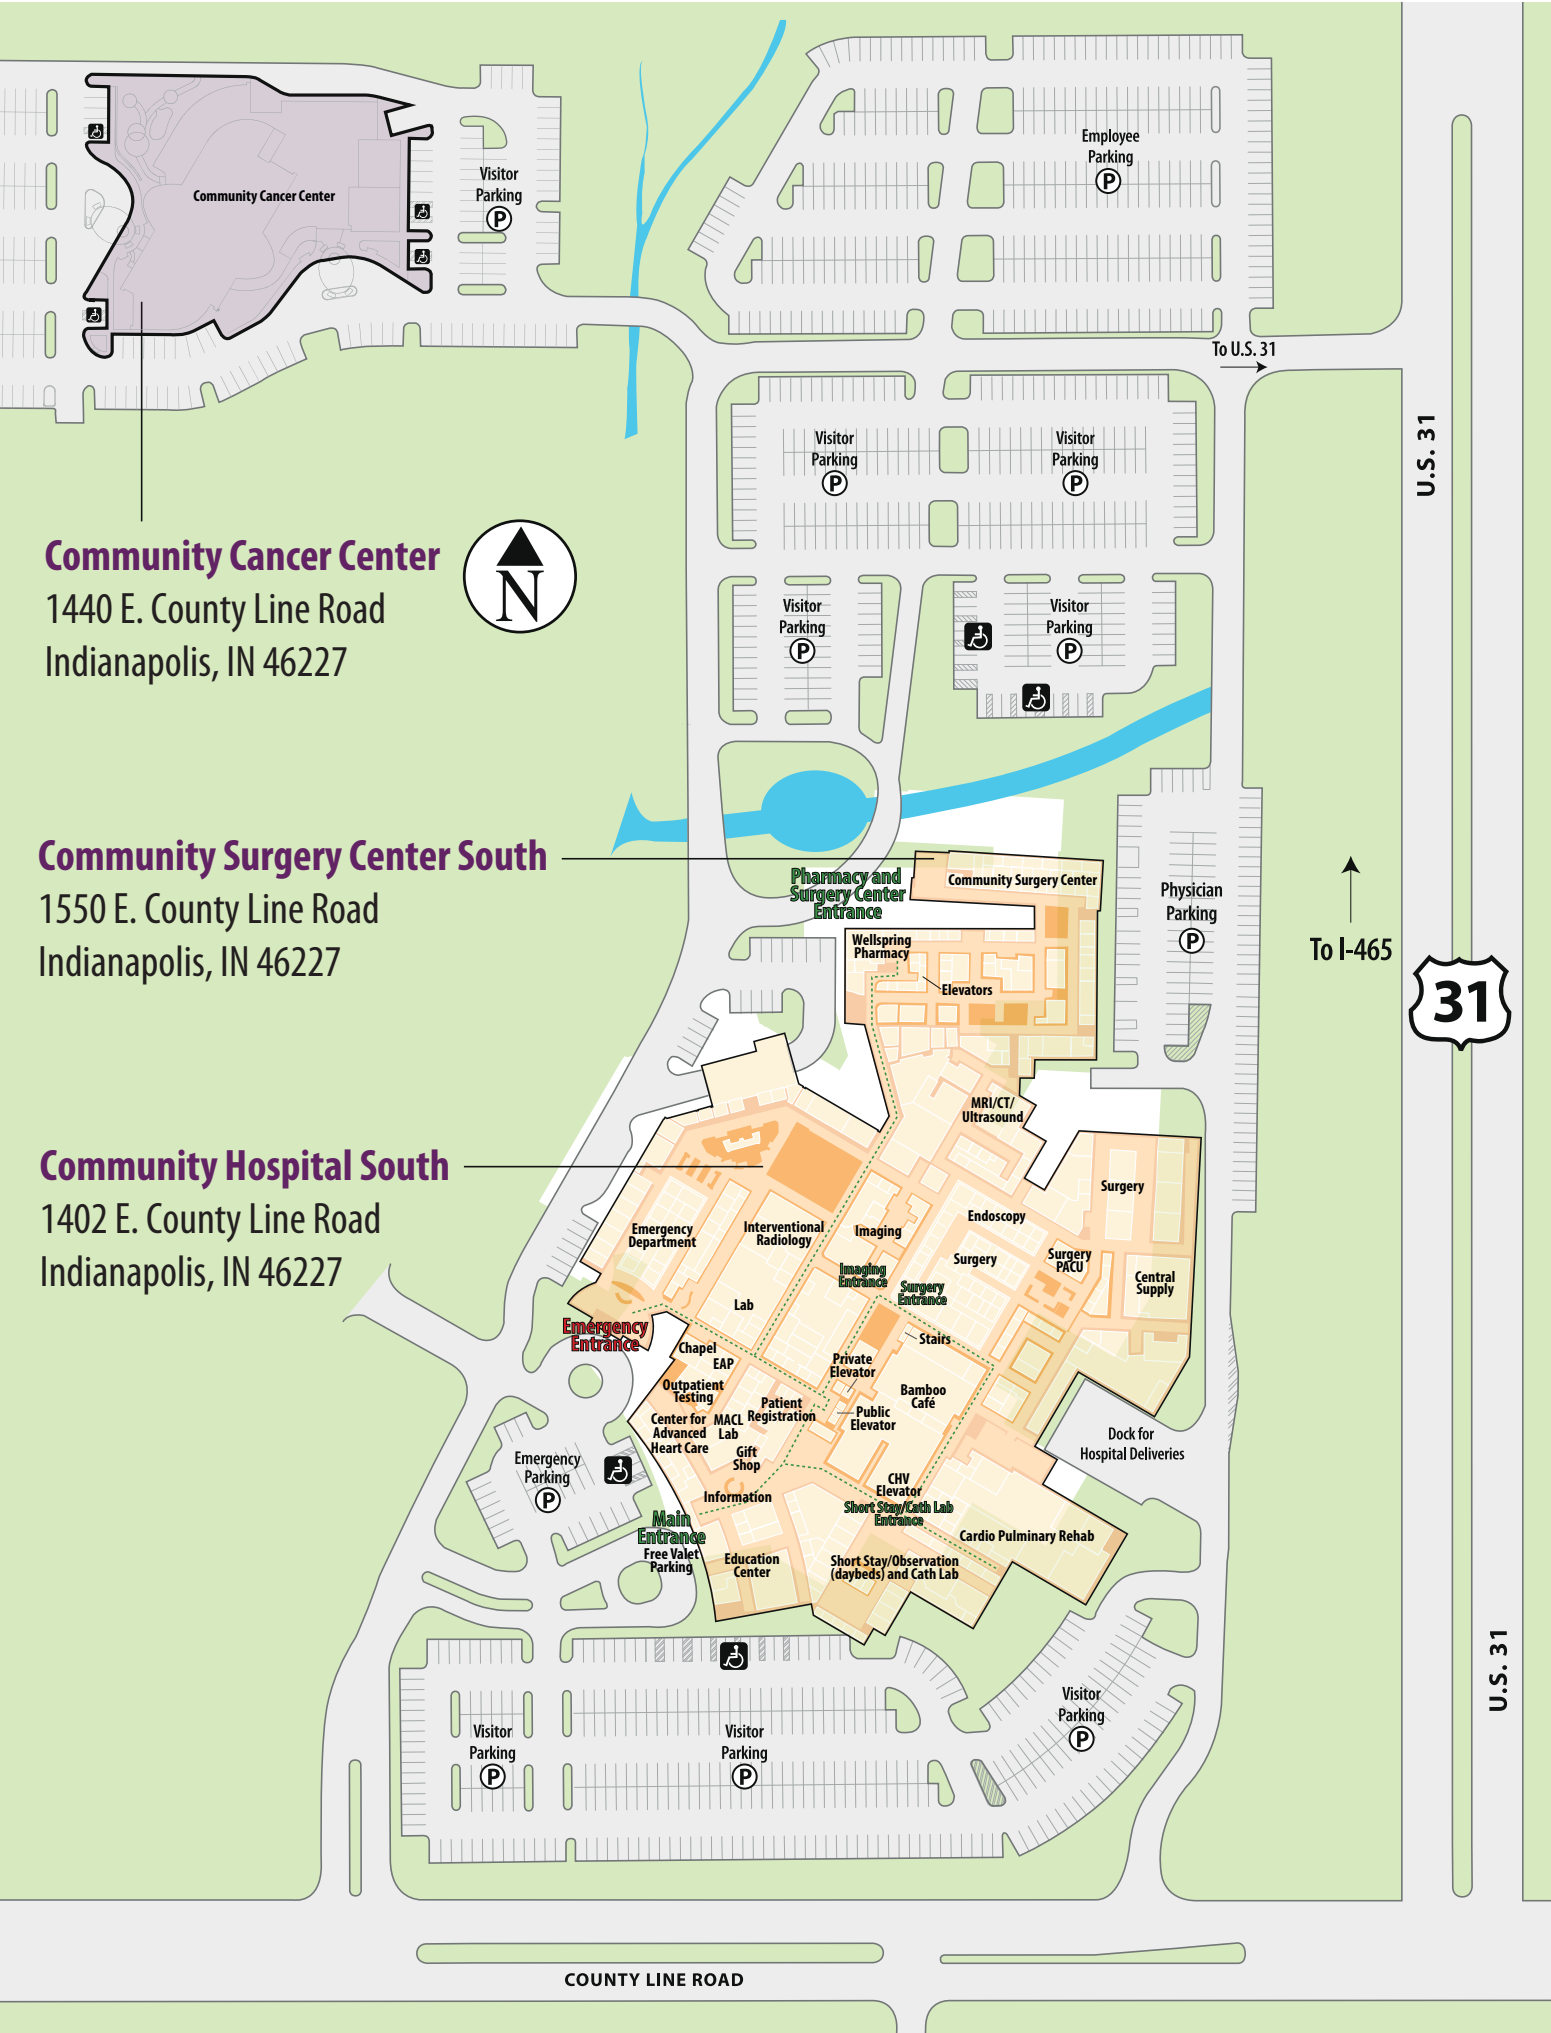 Employee
Parking
P
Visitor
Parking
P
Community Cancer Center
To U.S. 31
U.S. 31
Visitor
Parking
P
Visitor
Parking
P
Community Cancer Center
1440 E. County Line Road
Indianapolis, IN 46227
N
Visitor
Parking
P
Visitor
Parking
P
Community Surgery Center South
1550 E. County Line Road
Indianapolis, IN 46227
Pharmacy and
Surgery Center
Entrance
Community Surgery Center
Physician
Parking
P
To I-465
31
Wellspring
Pharmacy
Elevators
MRI/CT/
Ultrasound
Community Hospital South
1402 E. County Line Road
Indianapolis, IN 46227
Surgery
Emergency
Department
Interventional
Radiology
Imaging
Endoscopy
Surgery
Surgery
PACU
Central
Supply
Imaging
Entrance
Surgery
Entrance
Lab
Emergency
Entrance
Stairs
Chapel
EAP
Private
Elevator
Outpatient
Testing
Bamboo
Café
Patient
Registration
Public
Elevator
Center for
Advanced
Heart Care
MACL
Lab
Gift
Shop
Dock for
Hospital Deliveries
Emergency
Parking
P
CHV
Elevator
Information
Short Stay/Cath Lab
Entrance
Main
Entrance
Free Valet
Parking
Cardio Pulminary Rehab
Education
Center
Short Stay/Observation
(daybeds) and Cath Lab
U.S. 31
Visitor
Parking
P
Visitor
Parking
P
Visitor
Parking
P
COUNTY LINE ROAD